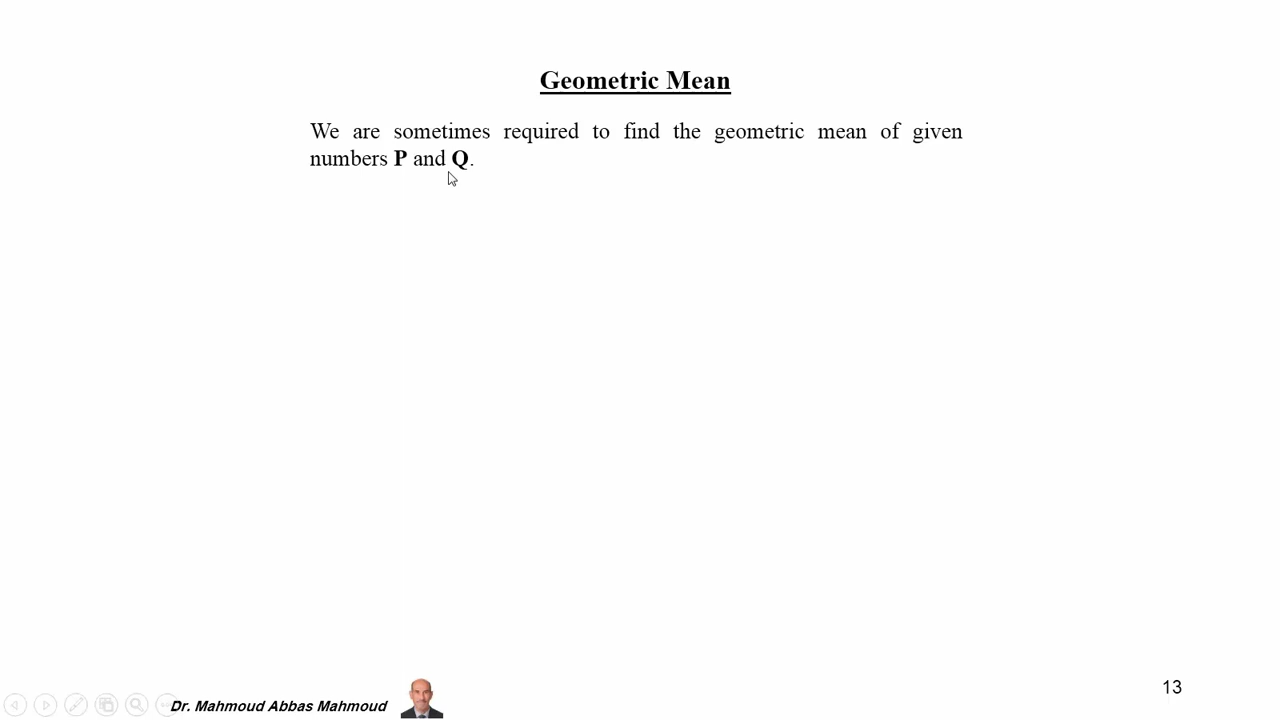 Geometric Mean
We are sometimes required to find the geometric mean of given
numbers P and Q.
Dr. Mahmoud Abbas Mahmoud
13